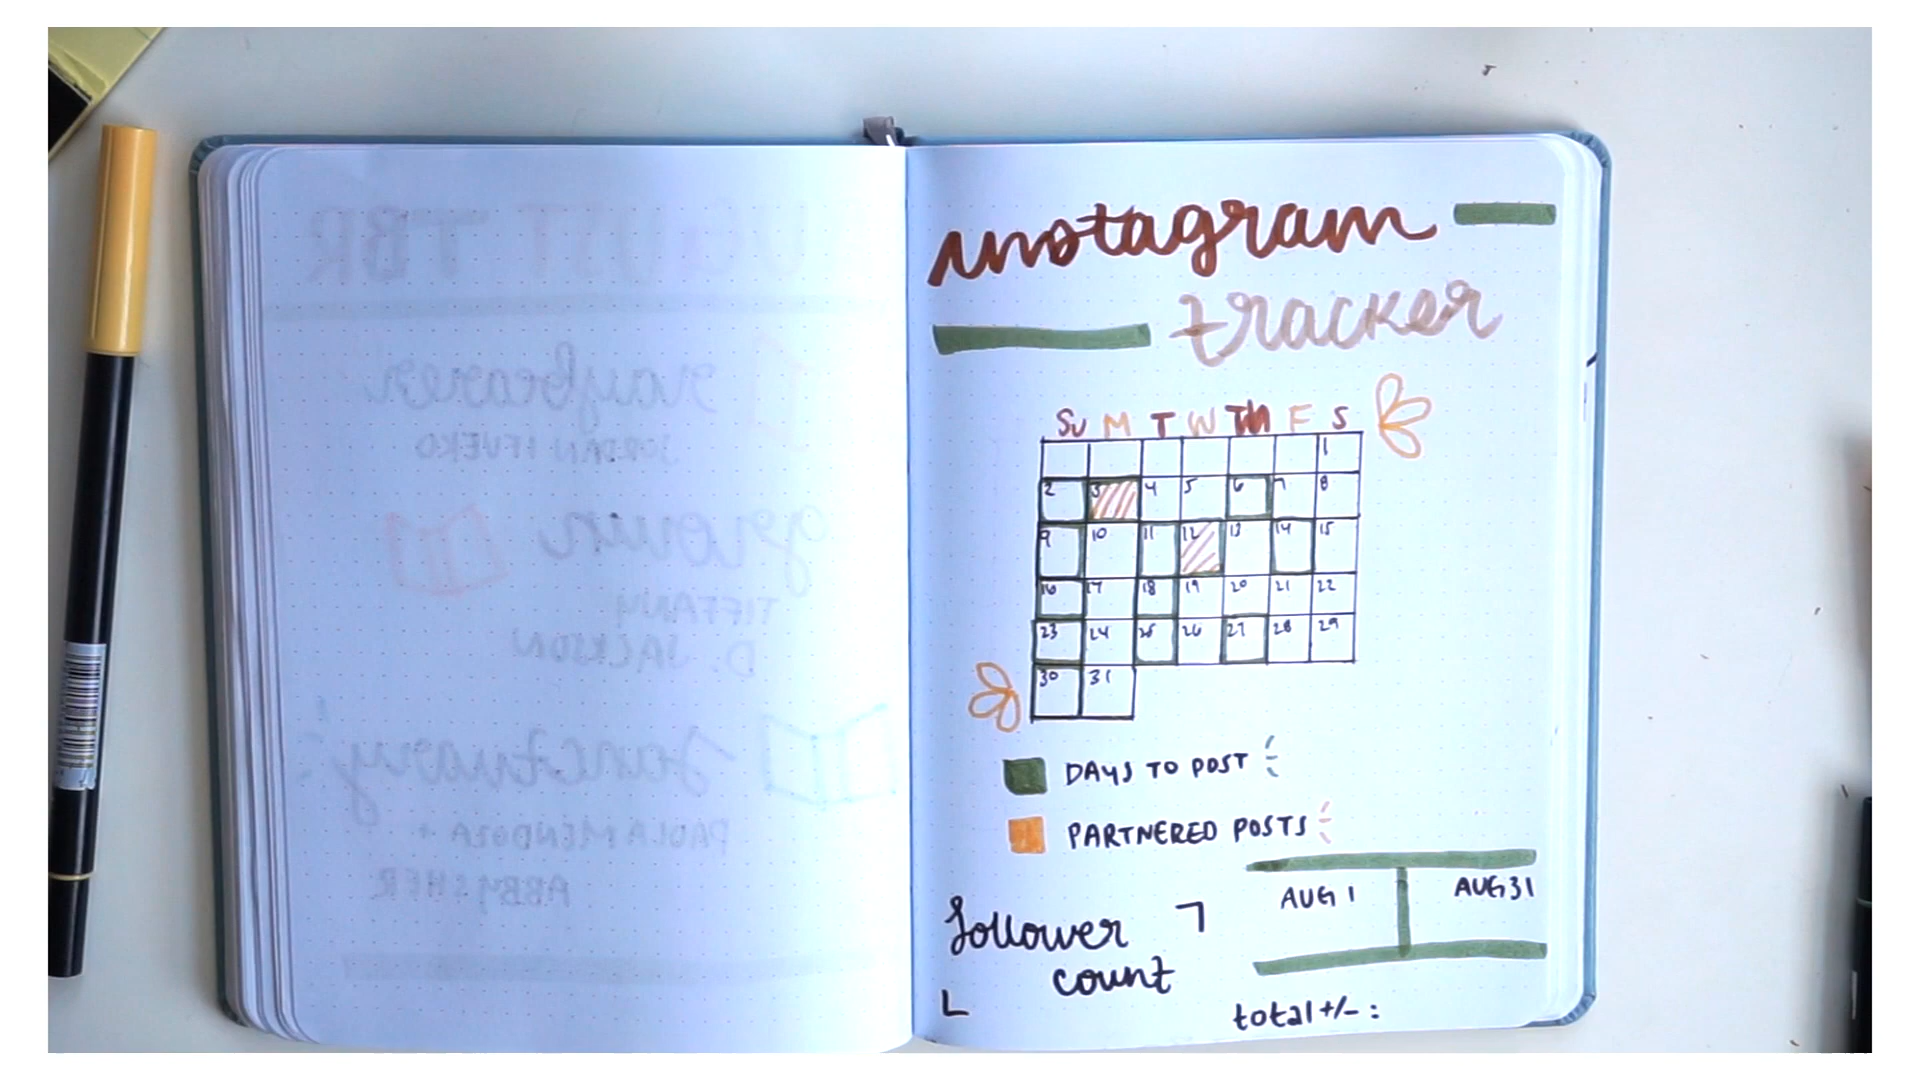 instagram
tracker
SU M T W TH F S
1
2 3 4 5 6 7 8
9 10 11 12 13 14 15
16 17 18 19 20 21 22
23 24 25 26 27 28 29
30 31
DAYS TO POST
PARTNERED POSTS
AUG 1 AUG 31
follower
count
total +/- :